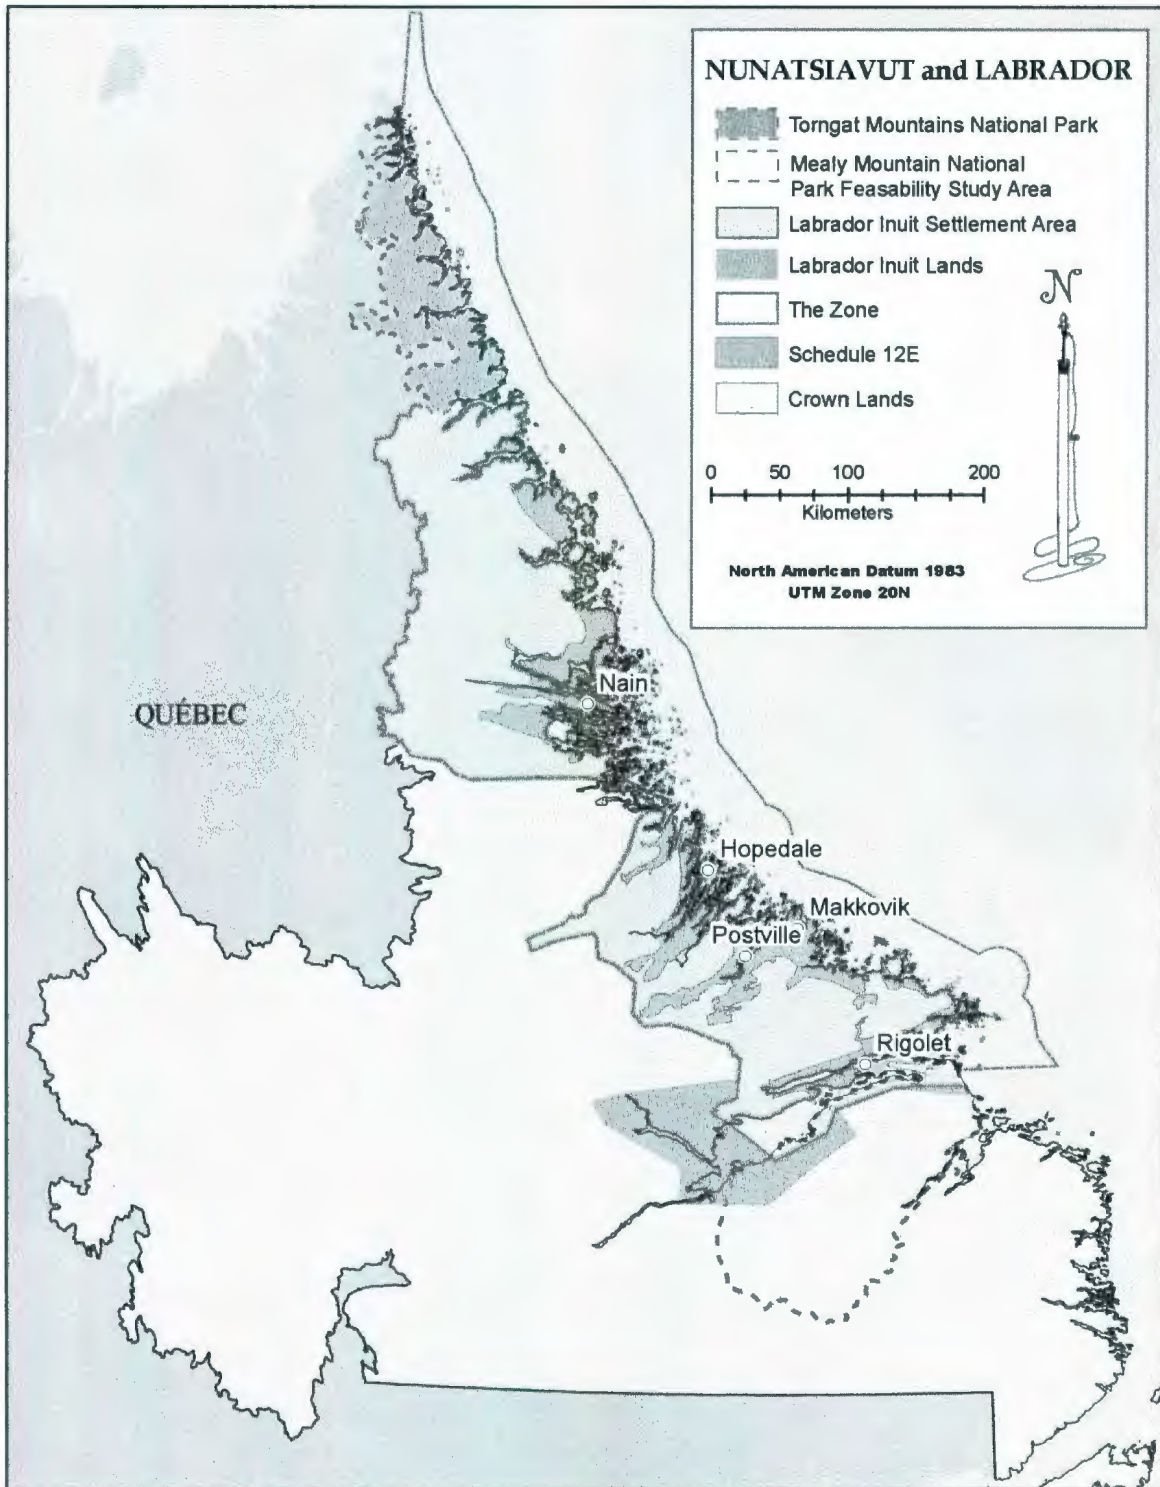 NUNATSIAVUT and LABRADOR
Torngat Mountains National Park
Mealy Mountain National
Park Feasability Study Area
Labrador Inuit Settlement Area
Labrador Inuit Lands
The Zone
Schedule 12E
Crown Lands
N
0 50 100 200
Kilometers
North American Datum 1983
UTM Zone 20N
QUÉBEC
Nain
Hopedale
Makkovik
Postville
Rigolet